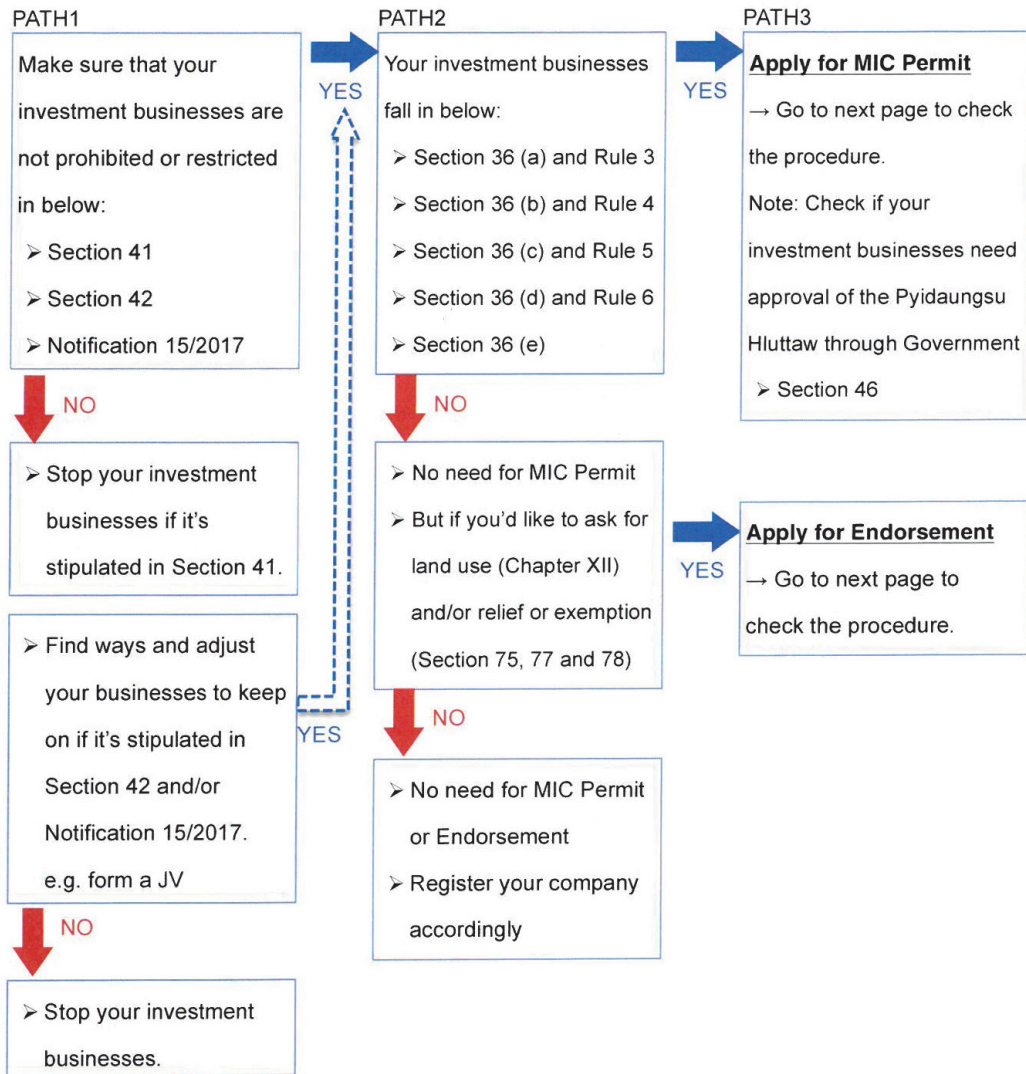 PATH1
Make sure that your
investment businesses are
not prohibited or restricted
in below:
➢ Section 41
➢ Section 42
➢ Notification 15/2017
NO
➢ Stop your investment
businesses if it's
stipulated in Section 41.
➢ Find ways and adjust
your businesses to keep
on if it's stipulated in
Section 42 and/or
Notification 15/2017.
e.g. form a JV
NO
➢ Stop your investment
businesses.
YES
YES
PATH2
Your investment businesses
fall in below:
➢ Section 36 (a) and Rule 3
➢ Section 36 (b) and Rule 4
➢ Section 36 (c) and Rule 5
➢ Section 36 (d) and Rule 6
➢ Section 36 (e)
NO
➢ No need for MIC Permit
➢ But if you'd like to ask for
land use (Chapter XII)
and/or relief or exemption
(Section 75, 77 and 78)
NO
➢ No need for MIC Permit
or Endorsement
➢ Register your company
accordingly
YES
YES
PATH3
Apply for MIC Permit
→ Go to next page to check
the procedure.
Note: Check if your
investment businesses need
approval of the Pyidaungsu
Hluttaw through Government
➢ Section 46
Apply for Endorsement
→ Go to next page to
check the procedure.